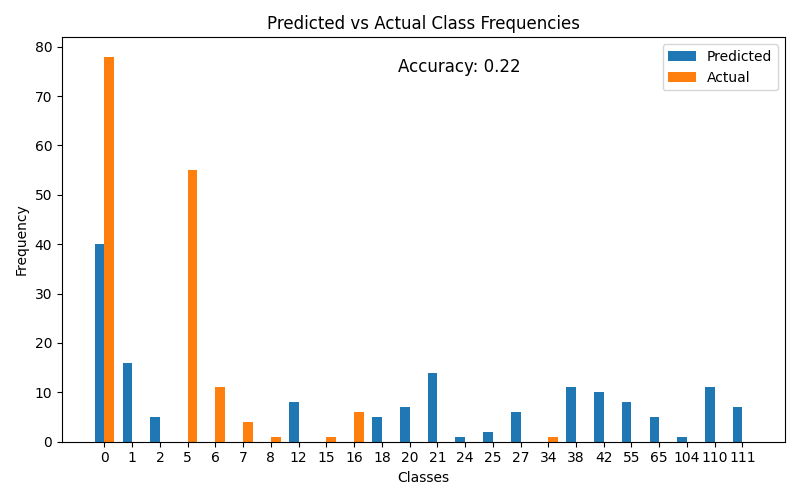 Predicted vs Actual Class Frequencies
Accuracy: 0.22
Predicted
Actual
Frequency
80
70
60
50
40
30
20
10
0
0 1 2 5 6 7 8 12 15 16 18 20 21 24 25 27 34 38 42 55 65 104 110 111
Classes